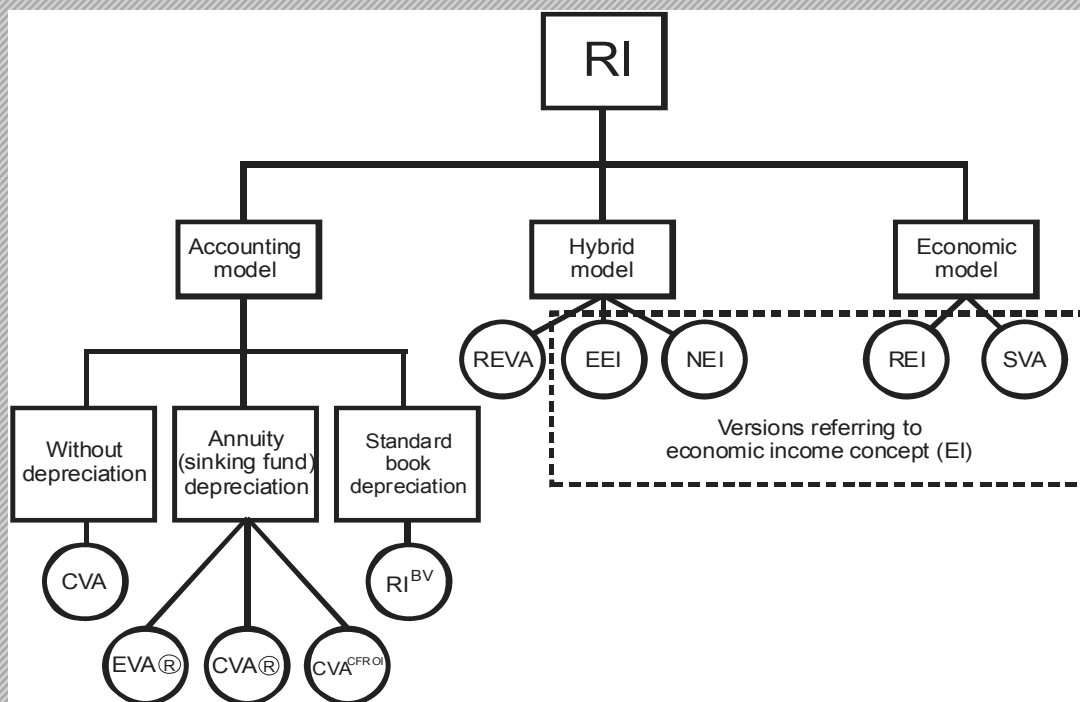 RI
Accounting
model
Hybrid
model
Economic
model
REVA
EEI
NEI
REI
SVA
Versions referring to
economic income concept (EI)
Without
depreciation
Annuity
(sinking fund)
depreciation
Standard
book
depreciation
CVA
RI^BV
EVA®
CVA®
CVA^CFROI